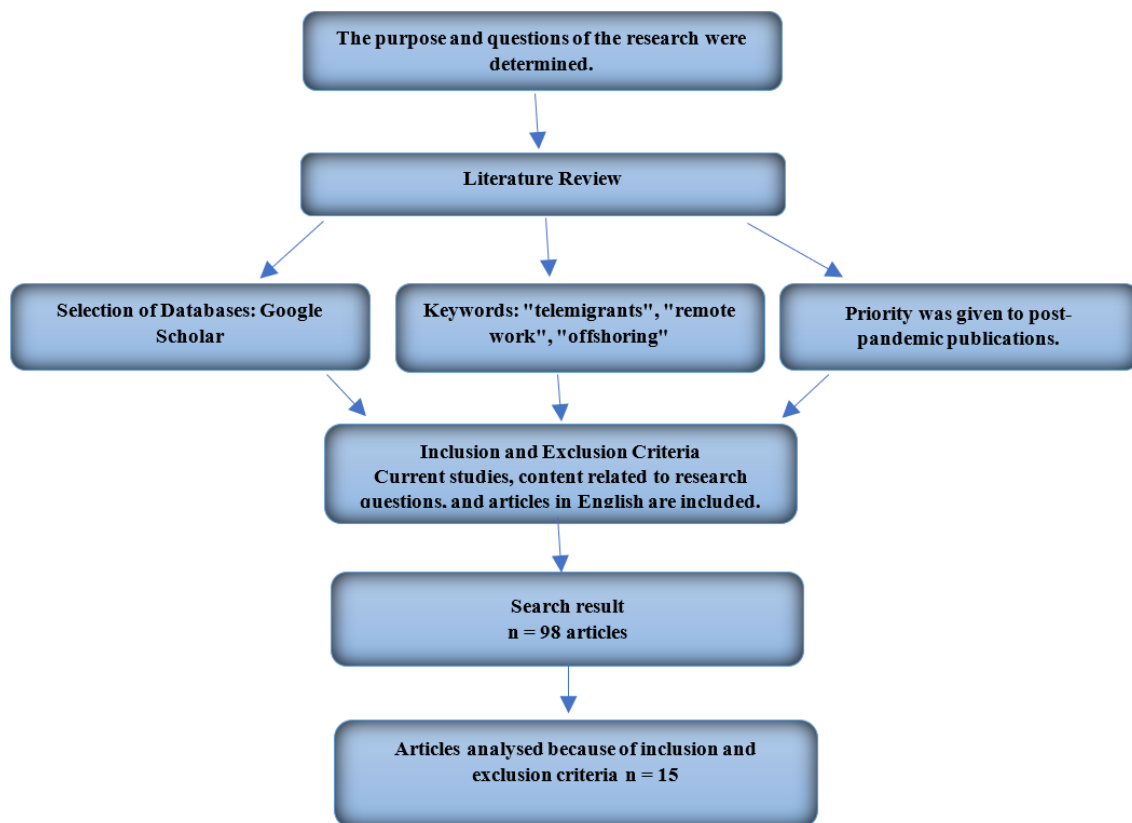 The purpose and questions of the research were
determined.
Literature Review
Selection of Databases: Google
Scholar
Keywords: "telemigrants", "remote
work", "offshoring"
Priority was given to post-
pandemic publications.
Inclusion and Exclusion Criteria
Current studies, content related to research
questions. and articles in English are included.
Search result
n = 98 articles
Articles analysed because of inclusion and
exclusion criteria n = 15